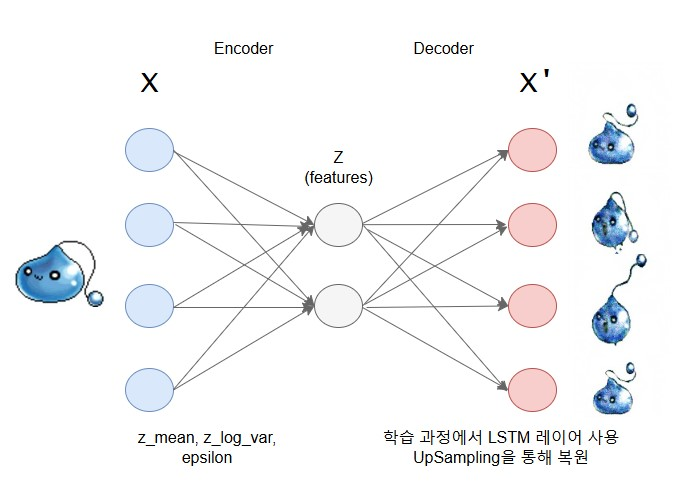 Encoder
Decoder
X
X'
Z
(features)
z_mean, z_log_var,
epsilon
학습 과정에서 LSTM 레이어 사용
UpSampling을 통해 복원